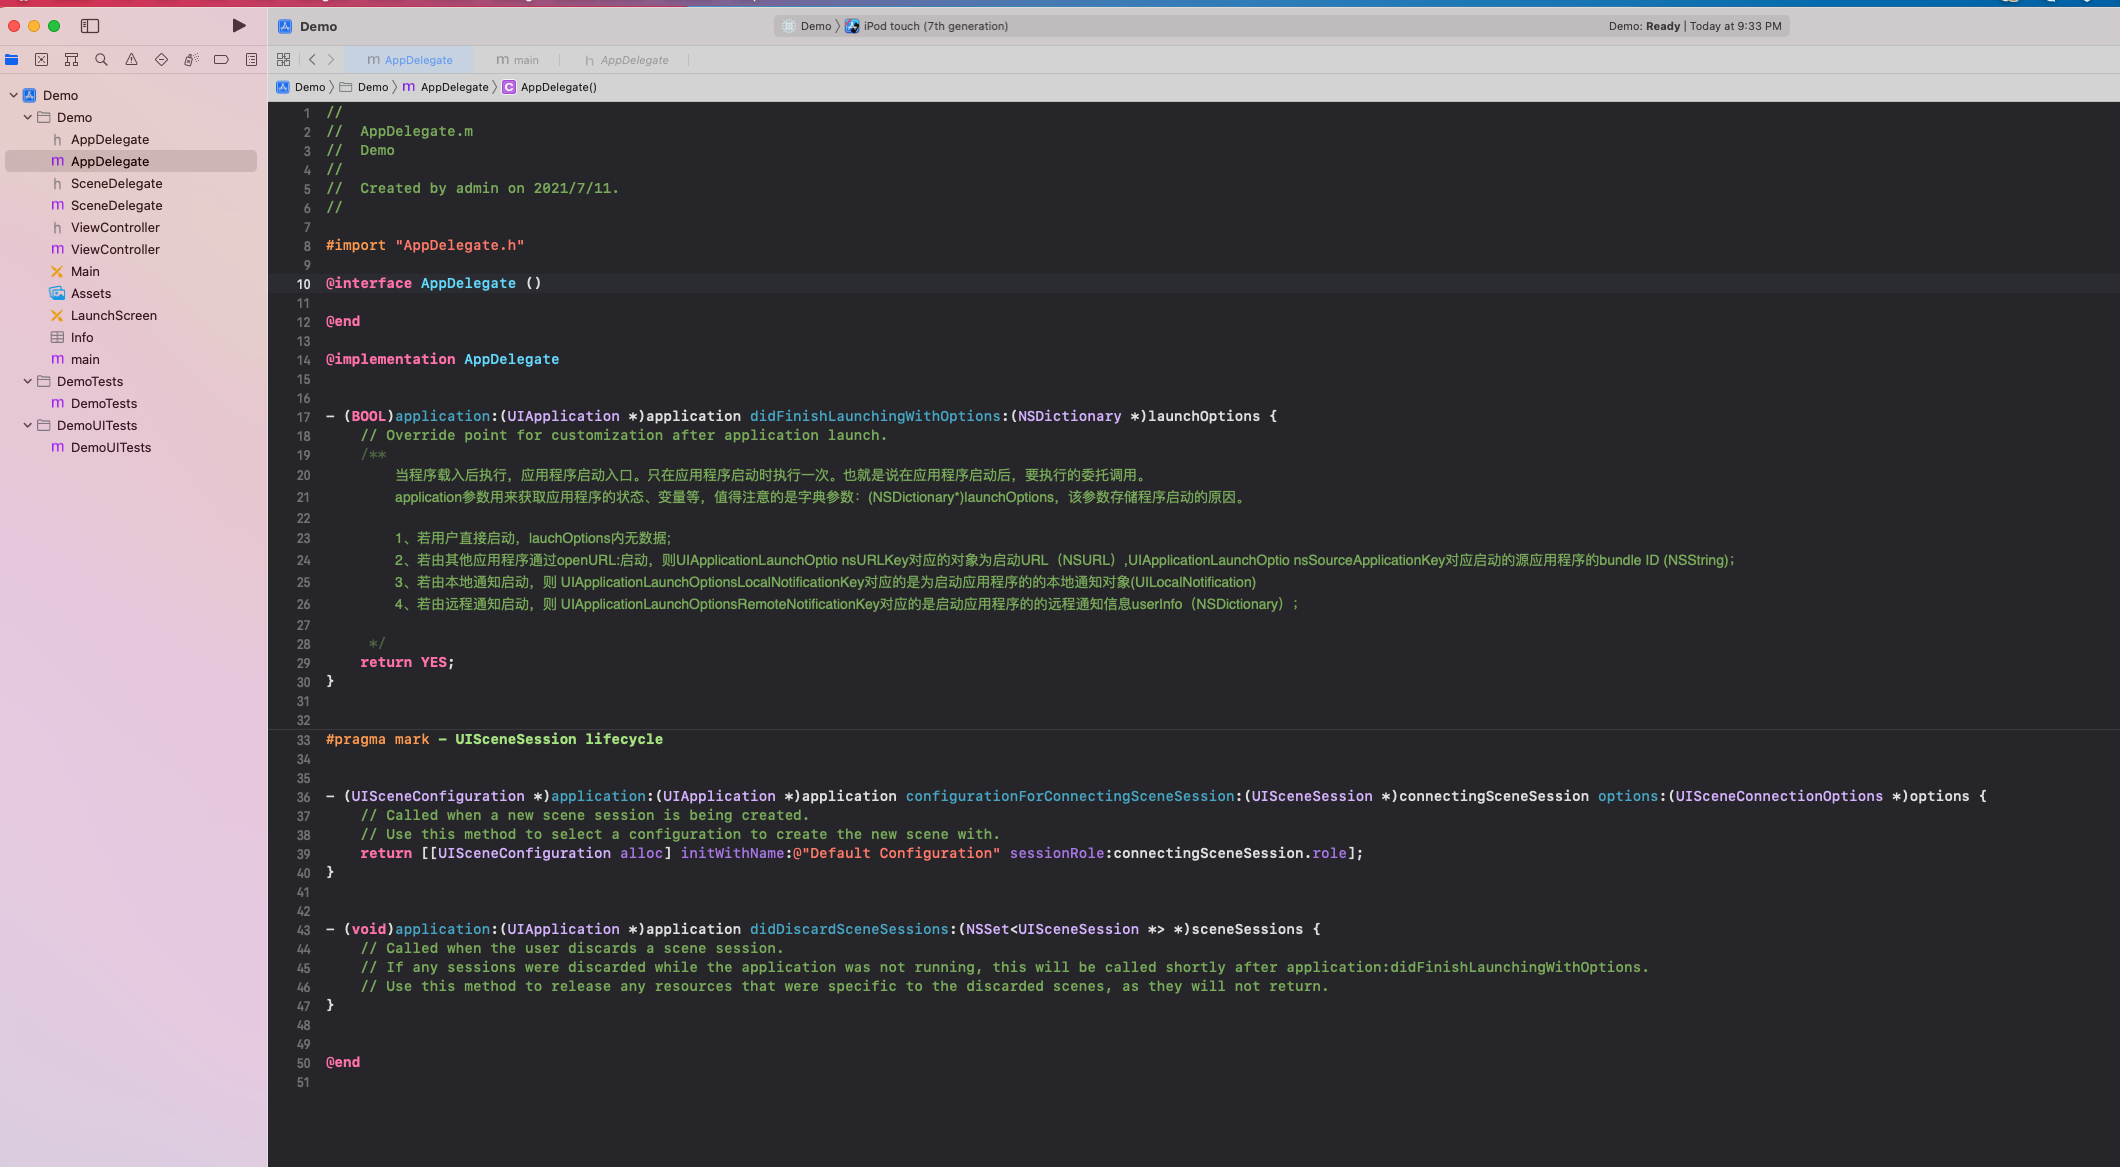 Demo
Demo
iPod touch (7th generation)
Demo: Ready | Today at 9:33 PM
m AppDelegate
m main
h AppDelegate
Demo
Demo
m AppDelegate
C AppDelegate()
Demo
Demo
h AppDelegate
m AppDelegate
h SceneDelegate
m SceneDelegate
h ViewController
m ViewController
Main
Assets
LaunchScreen
Info
m main
DemoTests
m DemoTests
DemoUITests
m DemoUITests
1 //
2 //  AppDelegate.m
3 //  Demo
4 //
5 //  Created by admin on 2021/7/11.
6 //
7
8 #import "AppDelegate.h"
9
10 @interface AppDelegate ()
11
12 @end
13
14 @implementation AppDelegate
15
16
17 - (BOOL)application:(UIApplication *)application didFinishLaunchingWithOptions:(NSDictionary *)launchOptions {
18     // Override point for customization after application launch.
19     /**
20         当程序载入后执行，应用程序启动入口。只在应用程序启动时执行一次。也就是说在应用程序启动后，要执行的委托调用。
21         application参数用来获取应用程序的状态、变量等，值得注意的是字典参数：(NSDictionary*)launchOptions，该参数存储程序启动的原因。
22
23         1、若用户直接启动，lauchOptions内无数据;
24         2、若由其他应用程序通过openURL:启动，则UIApplicationLaunchOptio nsURLKey对应的对象为启动URL（NSURL）,UIApplicationLaunchOptio nsSourceApplicationKey对应启动的源应用程序的bundle ID (NSString)；
25         3、若由本地通知启动，则 UIApplicationLaunchOptionsLocalNotificationKey对应的是为启动应用程序的的本地通知对象(UILocalNotification)
26         4、若由远程通知启动，则 UIApplicationLaunchOptionsRemoteNotificationKey对应的是启动应用程序的的远程通知信息userInfo（NSDictionary）；
27
28      */
29     return YES;
30 }
31
32
33 #pragma mark - UISceneSession lifecycle
34
35
36 - (UISceneConfiguration *)application:(UIApplication *)application configurationForConnectingSceneSession:(UISceneSession *)connectingSceneSession options:(UISceneConnectionOptions *)options {
37     // Called when a new scene session is being created.
38     // Use this method to select a configuration to create the new scene with.
39     return [[UISceneConfiguration alloc] initWithName:@"Default Configuration" sessionRole:connectingSceneSession.role];
40 }
41
42
43 - (void)application:(UIApplication *)application didDiscardSceneSessions:(NSSet<UISceneSession *> *)sceneSessions {
44     // Called when the user discards a scene session.
45     // If any sessions were discarded while the application was not running, this will be called shortly after application:didFinishLaunchingWithOptions.
46     // Use this method to release any resources that were specific to the discarded scenes, as they will not return.
47 }
48
49
50 @end
51